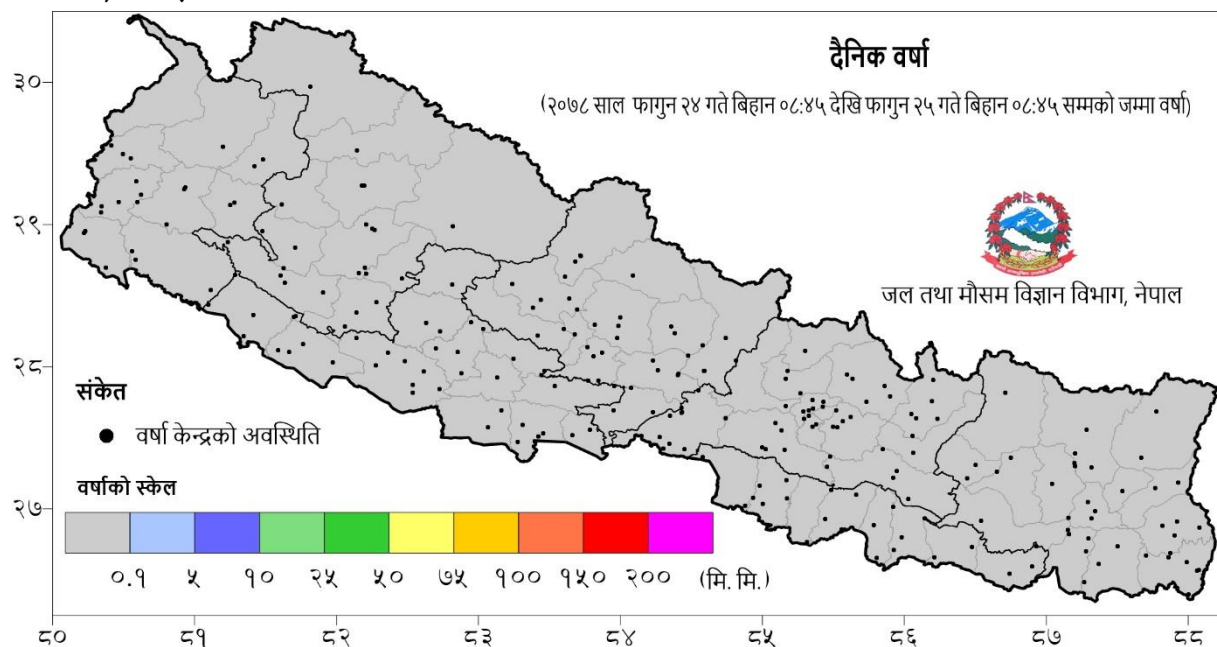 दैनिक वर्षा
(२०७८ साल फागुन २४ गते बिहान ०८:४५ देखि फागुन २५ गते बिहान ०८:४५ सम्मको जम्मा वर्षा)
३०
२९
जल तथा मौसम विज्ञान विभाग, नेपाल
२८
संकेत
वर्षा केन्द्रको अवस्थिति
वर्षाको स्केल
२७
०.१ ५ १० २५ ५० ७५ १०० १५० २०० (मि. मि.)
८० ८१ ८२ ८३ ८४ ८५ ८६ ८७ ८८